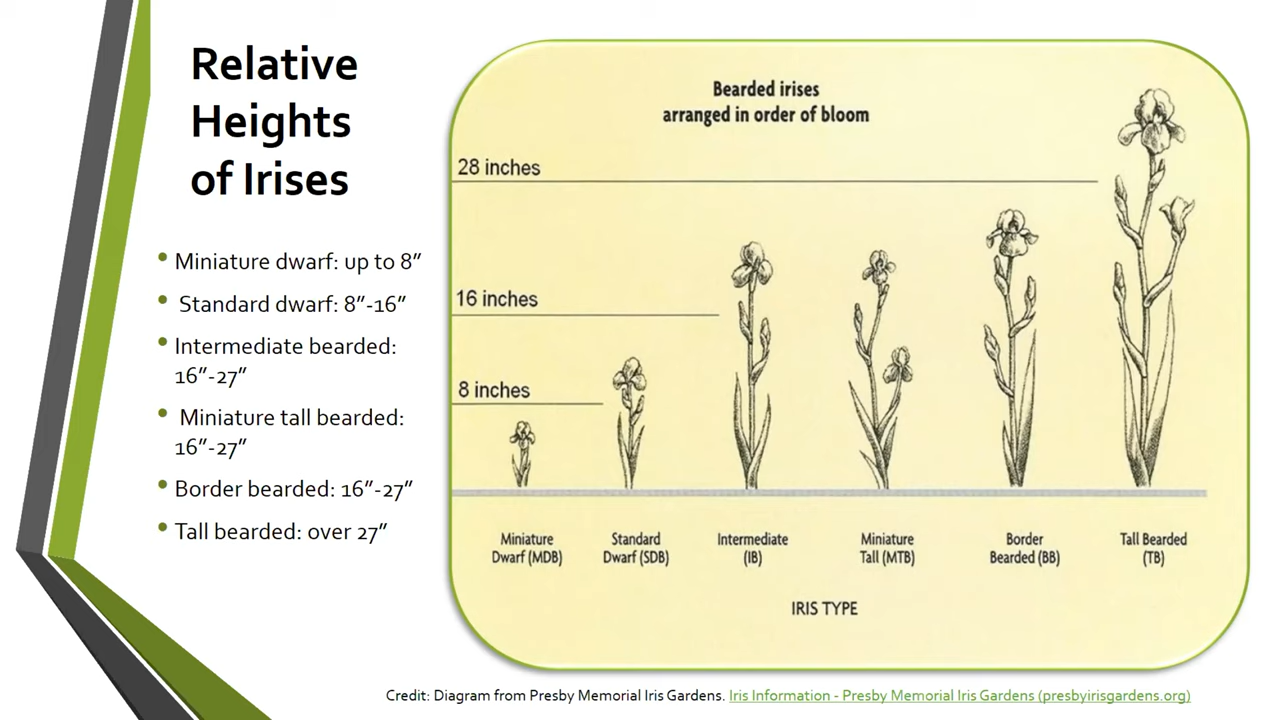 Relative
Heights
of Irises
• Miniature dwarf: up to 8”
• Standard dwarf: 8”-16”
• Intermediate bearded:
16”-27”
• Miniature tall bearded:
16”-27”
• Border bearded: 16”-27”
• Tall bearded: over 27”
Bearded irises
arranged in order of bloom
28 inches
16 inches
8 inches
Miniature
Dwarf (MDB)
Standard
Dwarf (SDB)
Intermediate
(IB)
Miniature
Tall (MTB)
Border
Bearded (BB)
Tall Bearded
(TB)
IRIS TYPE
Credit: Diagram from Presby Memorial Iris Gardens. Iris Information - Presby Memorial Iris Gardens (presbyirisgardens.org)